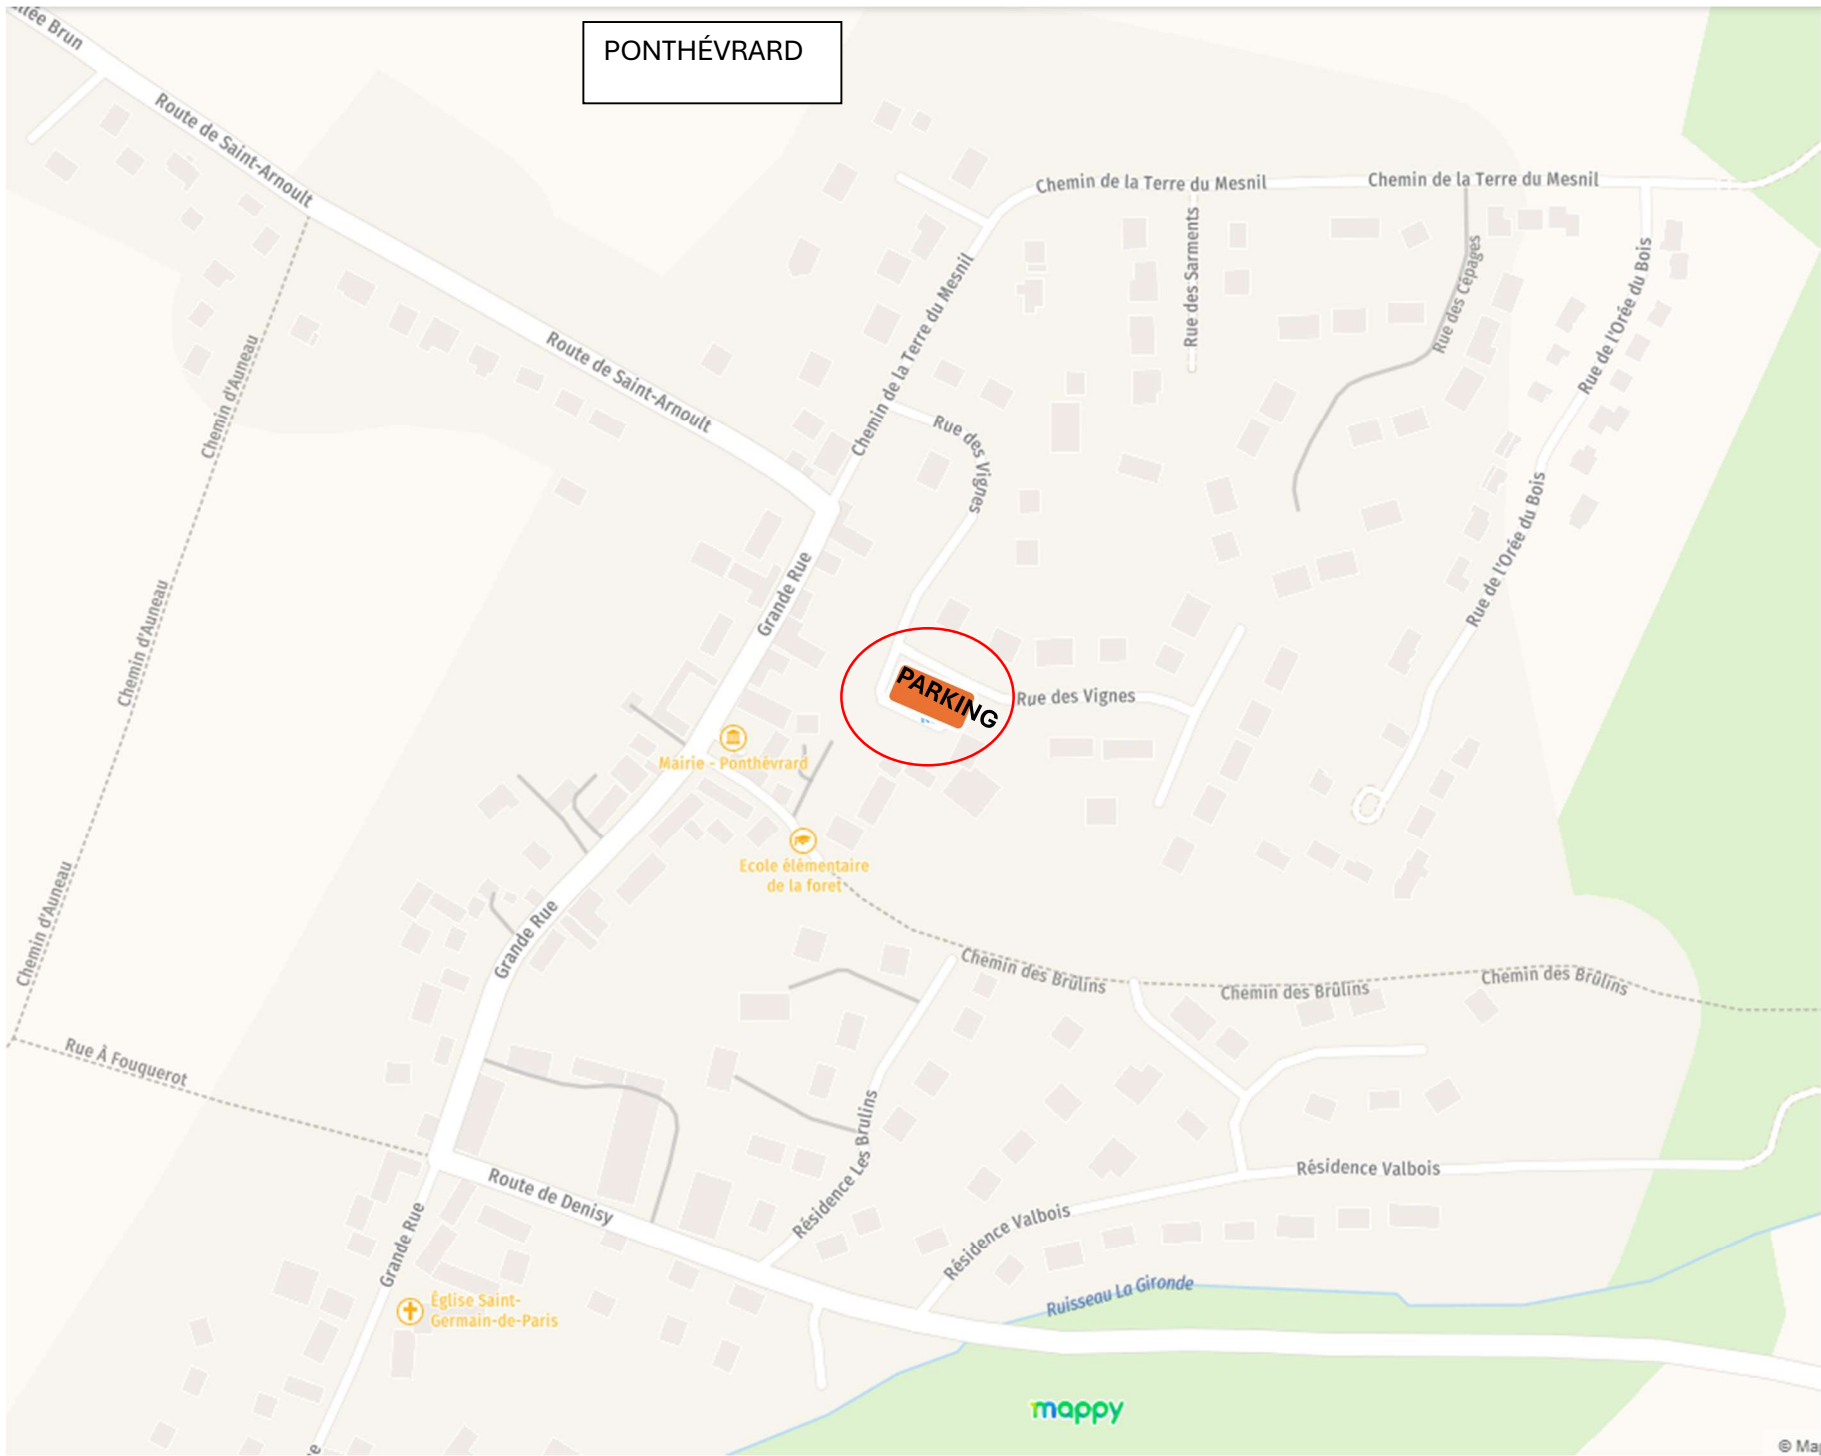 PONTHÉVRARD
Brun
Route de Saint-Arnoult
Chemin de la Terre du Mesnil
Chemin de la Terre du Mesnil
Rue des Sarments
Rue des Cépages
Rue de l'Orée du Bois
Chemin de la Terre du Mesnil
Route de Saint-Arnoult
Chemin d'Auneau
Rue des Vignes
Rue de l'Orée du Bois
Grande Rue
Chemin d'Auneau
PARKING
Rue des Vignes
Mairie - Ponthévrard
Ecole élémentaire
de la foret
Chemin d'Auneau
Grande Rue
Chemin des Brûlins
Chemin des Brûlins
Chemin des Brûlins
Rue À Fouquerot
Résidence Les Brulins
Route de Denisy
Résidence Valbois
Résidence Valbois
Grande Rue
Ruisseau La Gironde
Église Saint-
Germain-de-Paris
mappy